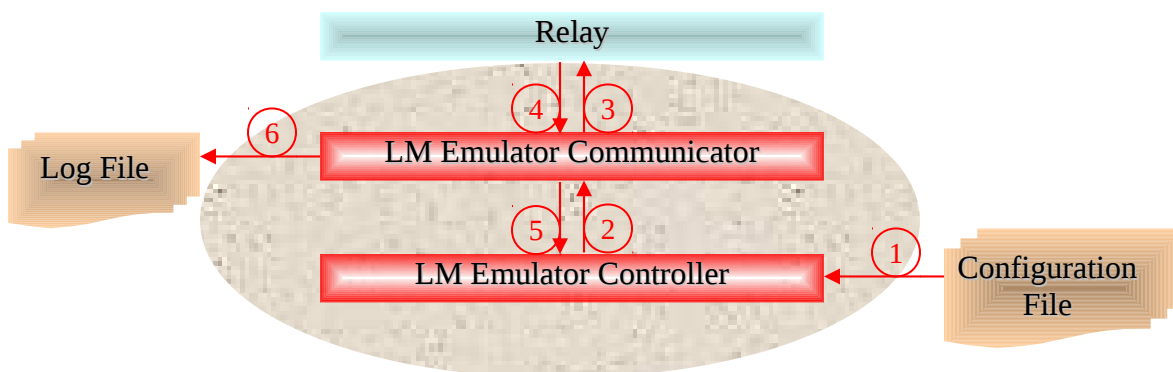 Relay
4
3
6
LM Emulator Communicator
Log File
5
2
1
LM Emulator Controller
Configuration
File